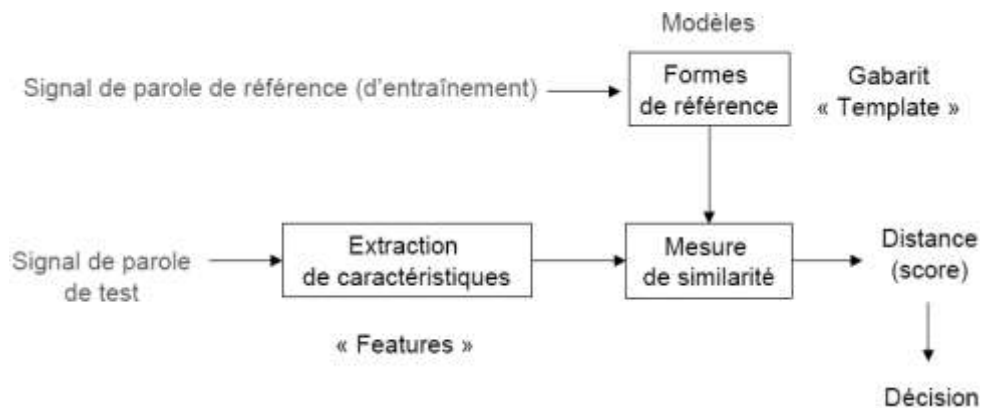 Modèles
Signal de parole de référence (d'entraînement)
Formes
de référence
Gabarit
« Template »
Signal de parole
de test
Extraction
de caractéristiques
Mesure
de similarité
Distance
(score)
« Features »
Décision